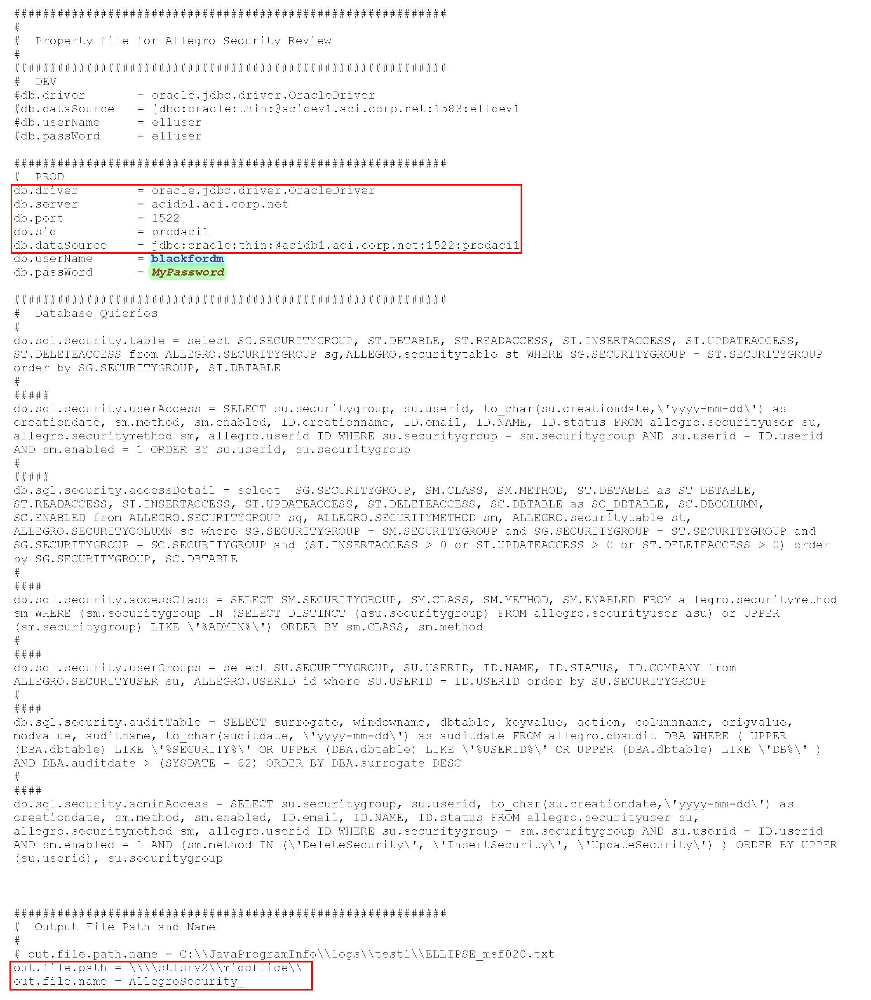 ############################################################
#
#  Property file for Allegro Security Review
#
############################################################
#  DEV
#db.driver       = oracle.jdbc.driver.OracleDriver
#db.dataSource   = jdbc:oracle:thin:@acidev1.aci.corp.net:1583:elldev1
#db.userName     = elluser
#db.passWord     = elluser
############################################################
#  PROD
db.driver        = oracle.jdbc.driver.OracleDriver
db.server        = acidb1.aci.corp.net
db.port          = 1522
db.sid           = prodaci1
db.dataSource    = jdbc:oracle:thin:@acidb1.aci.corp.net:1522:prodaci1
db.userName      = blackfordm
db.passWord      = MyPassword
############################################################
#  Database Quieries
#
db.sql.security.table = select SG.SECURITYGROUP, ST.DBTABLE, ST.READACCESS, ST.INSERTACCESS, ST.UPDATEACCESS,
ST.DELETEACCESS from ALLEGRO.SECURITYGROUP sg,ALLEGRO.securitytable st WHERE SG.SECURITYGROUP = ST.SECURITYGROUP
order by SG.SECURITYGROUP, ST.DBTABLE
#
#####
db.sql.security.userAccess = SELECT su.securitygroup, su.userid, to_char(su.creationdate,\'yyyy-mm-dd\') as
creationdate, sm.method, sm.enabled, ID.creationname, ID.email, ID.NAME, ID.status FROM allegro.securityuser su,
allegro.securitymethod sm, allegro.userid ID WHERE su.securitygroup = sm.securitygroup AND su.userid = ID.userid
AND sm.enabled = 1 ORDER BY su.userid, su.securitygroup
#
#####
db.sql.security.accessDetail = select  SG.SECURITYGROUP, SM.CLASS, SM.METHOD, ST.DBTABLE as ST_DBTABLE,
ST.READACCESS, ST.INSERTACCESS, ST.UPDATEACCESS, ST.DELETEACCESS, SC.DBTABLE as SC_DBTABLE, SC.DBCOLUMN,
SC.ENABLED from ALLEGRO.SECURITYGROUP sg, ALLEGRO.SECURITYMETHOD sm, ALLEGRO.securitytable st,
ALLEGRO.SECURITYCOLUMN sc where SG.SECURITYGROUP = SM.SECURITYGROUP and SG.SECURITYGROUP = ST.SECURITYGROUP and
SG.SECURITYGROUP = SC.SECURITYGROUP and (ST.INSERTACCESS > 0 or ST.UPDATEACCESS > 0 or ST.DELETEACCESS > 0) order
by SG.SECURITYGROUP, SC.DBTABLE
#
####
db.sql.security.accessClass = SELECT SM.SECURITYGROUP, SM.CLASS, SM.METHOD, SM.ENABLED FROM allegro.securitymethod
sm WHERE (sm.securitygroup IN (SELECT DISTINCT (asu.securitygroup) FROM allegro.securityuser asu) or UPPER
(sm.securitygroup) LIKE \'%ADMIN%\') ORDER BY sm.CLASS, sm.method
#
####
db.sql.security.userGroups = select SU.SECURITYGROUP, SU.USERID, ID.NAME, ID.STATUS, ID.COMPANY from
ALLEGRO.SECURITYUSER su, ALLEGRO.USERID id where SU.USERID = ID.USERID order by SU.SECURITYGROUP
#
####
db.sql.security.auditTable = SELECT surrogate, windowname, dbtable, keyvalue, action, columnname, origvalue,
modvalue, auditname, to_char(auditdate, \'yyyy-mm-dd\') as auditdate FROM allegro.dbaudit DBA WHERE ( UPPER
(DBA.dbtable) LIKE \'%SECURITY%\' OR UPPER (DBA.dbtable) LIKE \'%USERID%\' OR UPPER (DBA.dbtable) LIKE \'DB%\' )
AND DBA.auditdate > (SYSDATE - 62) ORDER BY DBA.surrogate DESC
#
####
db.sql.security.adminAccess = SELECT su.securitygroup, su.userid, to_char(su.creationdate,\'yyyy-mm-dd\') as
creationdate, sm.method, sm.enabled, ID.email, ID.NAME, ID.status FROM allegro.securityuser su,
allegro.securitymethod sm, allegro.userid ID WHERE su.securitygroup = sm.securitygroup AND su.userid = ID.userid
AND sm.enabled = 1 AND (sm.method IN (\'DeleteSecurity\', \'InsertSecurity\', \'UpdateSecurity\') ) ORDER BY UPPER
(su.userid), su.securitygroup
############################################################
#  Output File Path and Name
#
# out.file.path.name = C:\\JavaProgramInfo\\logs\\test1\\ELLIPSE_msf020.txt
out.file.path = \\\\stlsrv2\\midoffice\\
out.file.name = AllegroSecurity_